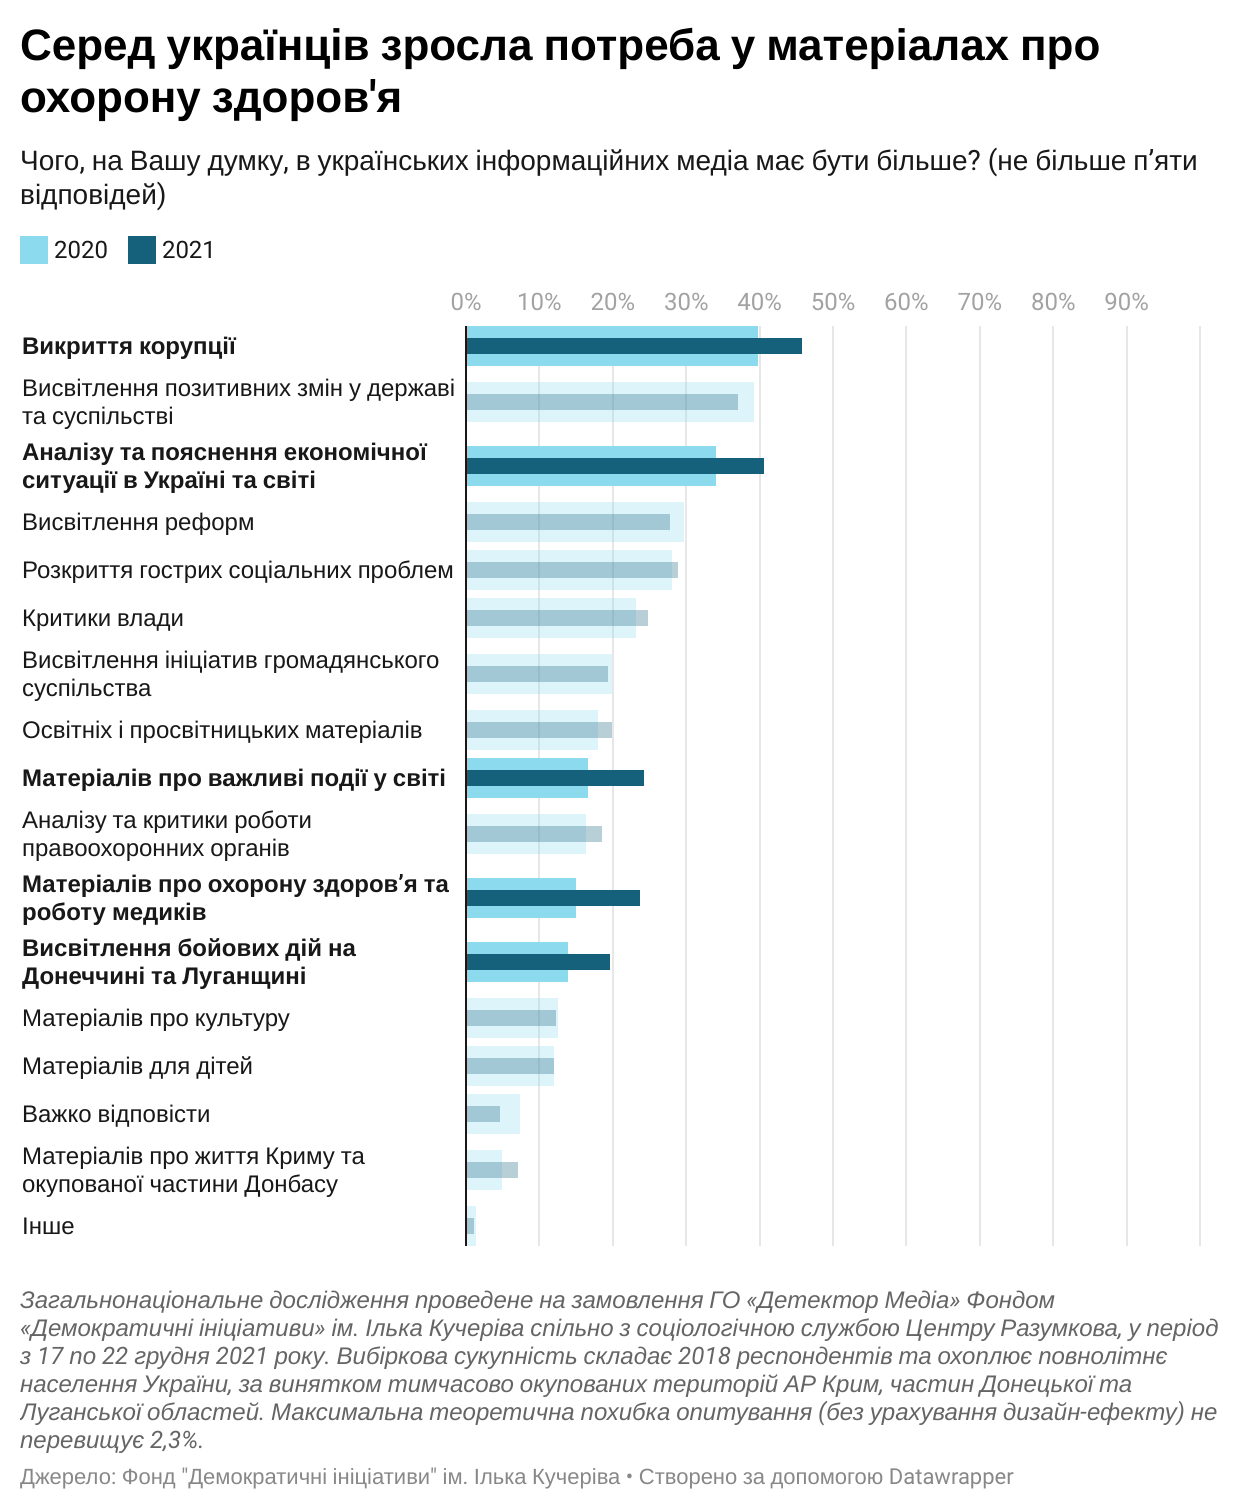 Серед українців зросла потреба у матеріалах про
охорону здоров'я
Чого, на Вашу думку, в українських інформаційних медіа має бути більше? (не більше п’яти
відповідей)
2020 2021
0% 10% 20% 30% 40% 50% 60% 70% 80% 90%
Викриття корупції
Висвітлення позитивних змін у державі
та суспільстві
Аналізу та пояснення економічної
ситуації в Україні та світі
Висвітлення реформ
Розкриття гострих соціальних проблем
Критики влади
Висвітлення ініціатив громадянського
суспільства
Освітніх і просвітницьких матеріалів
Матеріалів про важливі події у світі
Аналізу та критики роботи
правоохоронних органів
Матеріалів про охорону здоров’я та
роботу медиків
Висвітлення бойових дій на
Донеччині та Луганщині
Матеріалів про культуру
Матеріалів для дітей
Важко відповісти
Матеріалів про життя Криму та
окупованої частини Донбасу
Інше
Загальнонаціональне дослідження проведене на замовлення ГО «Детектор Медіа» Фондом
«Демократичні ініціативи» ім. Ілька Кучеріва спільно з соціологічною службою Центру Разумкова, у період
з 17 по 22 грудня 2021 року. Вибіркова сукупність складає 2018 респондентів та охоплює повнолітнє
населення України, за винятком тимчасово окупованих територій АР Крим, частин Донецької та
Луганської областей. Максимальна теоретична похибка опитування (без урахування дизайн-ефекту) не
перевищує 2,3%.
Джерело: Фонд "Демократичні ініціативи" ім. Ілька Кучеріва • Створено за допомогою Datawrapper